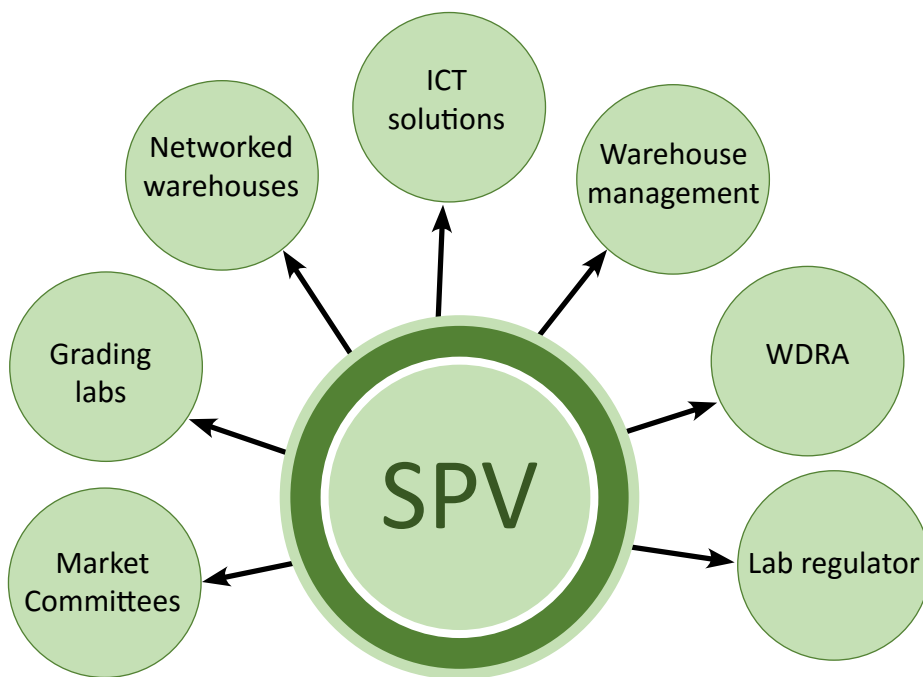 ICT
solutions
Networked
warehouses
Warehouse
management
Grading
labs
WDRA
SPV
Market
Committees
Lab regulator